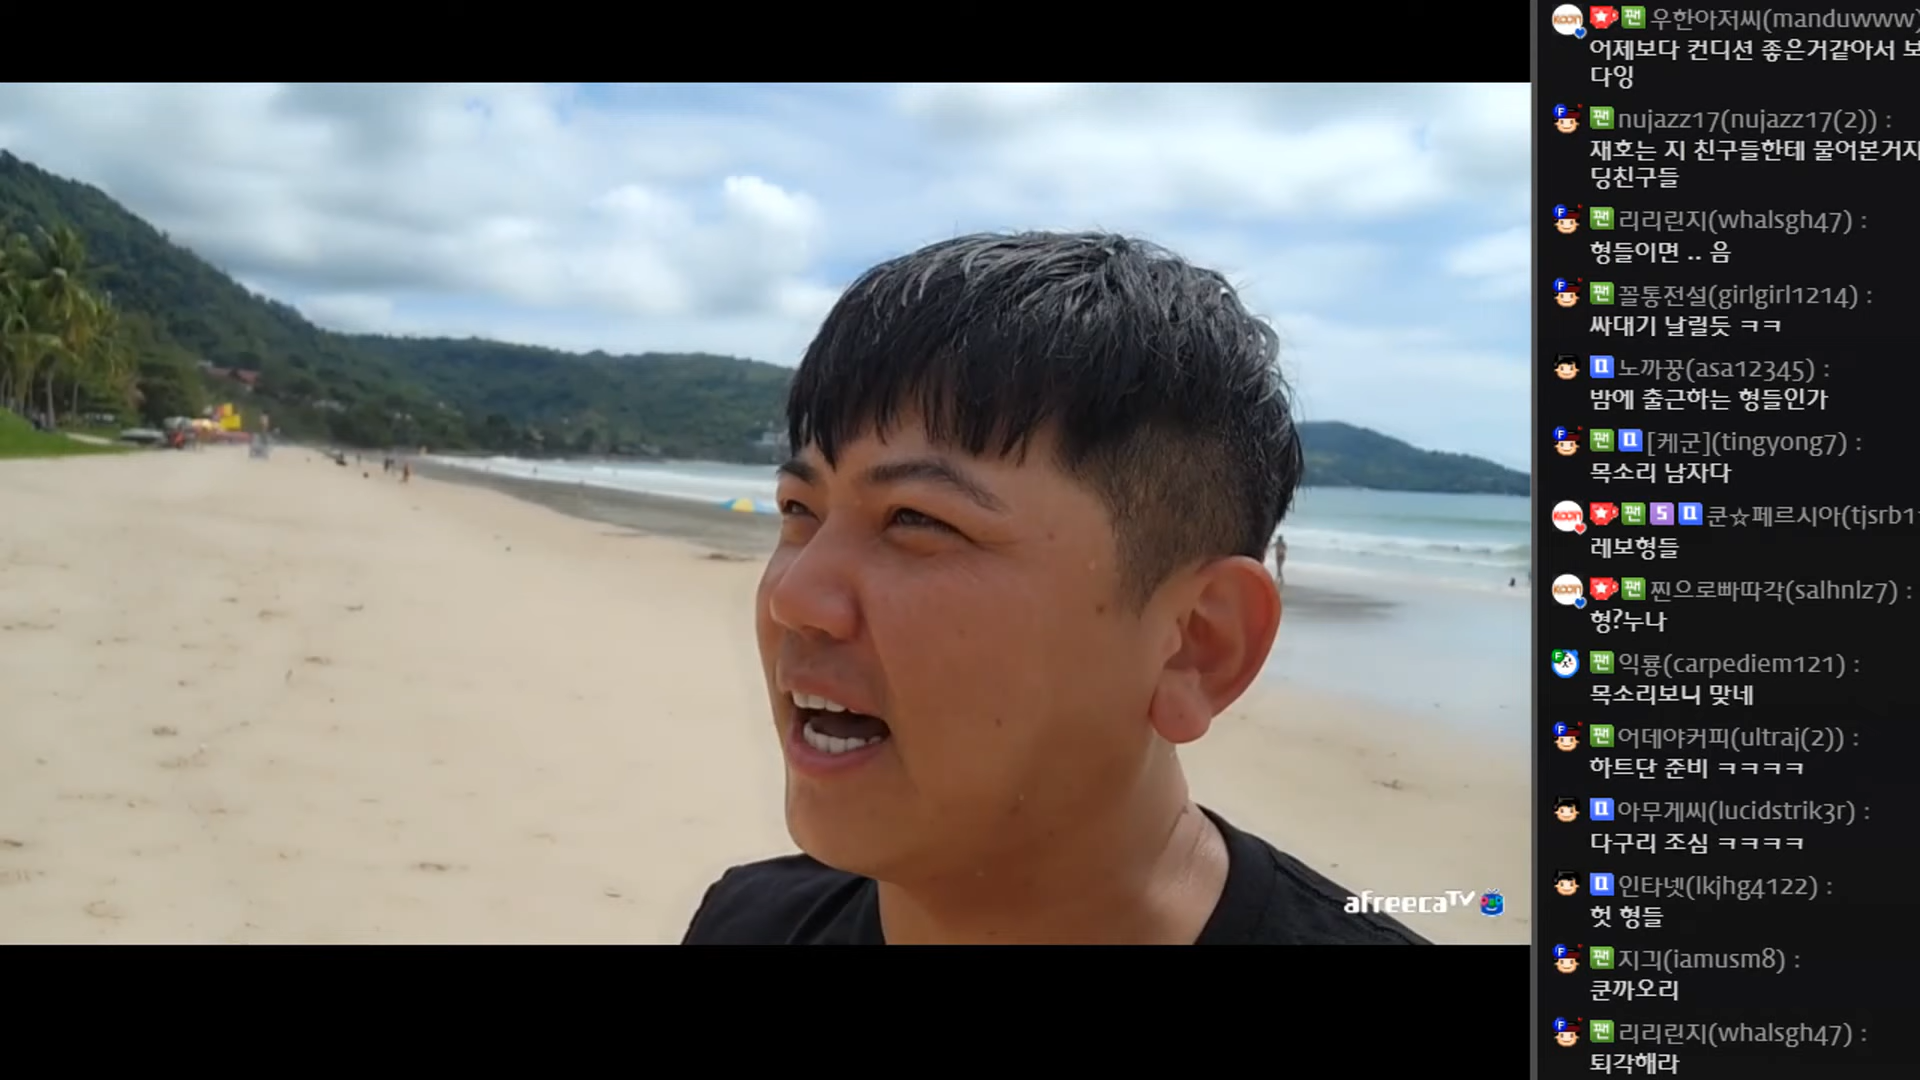 afreecaTV
우한아저씨(manduwww)
어제보다 컨디션 좋은거같아서 보
다잉
nujazz17(nujazz17(2)) :
재호는 지 친구들한테 물어본거지
딩친구들
리리린지(whalsgh47) :
형들이면 .. 음
꼴통전설(girlgirl1214) :
싸대기 날릴듯 ㅋㅋ
노까꿍(asa12345) :
밤에 출근하는 형들인가
[케군](tingyong7) :
목소리 남자다
쿤☆페르시아(tjsrb1
레보형들
찐으로빠따각(salhnlz7) :
형?누나
익룡(carpediem121) :
목소리보니 맞네
어데야커피(ultraj(2)) :
하트단 준비 ㅋㅋㅋㅋ
아무게씨(lucidstrik3r) :
다구리 조심 ㅋㅋㅋㅋ
인타넷(lkjhg4122) :
헛 형들
지긔(iamusm8) :
쿤까오리
리리린지(whalsgh47) :
퇴각해라